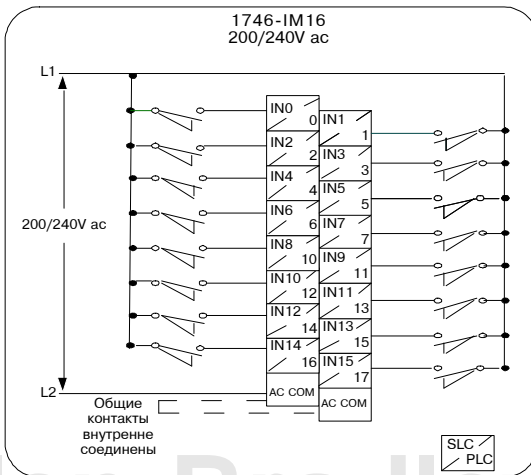 1746-IM16
200/240V ac
L1
IN0
0
IN1
1
IN2
2
IN3
3
IN4
4
IN5
5
IN6
6
IN7
7
200/240V ac
IN8
10
IN9
11
IN10
12
IN11
13
IN12
14
IN13
15
IN14
16
IN15
17
L2
AC COM
AC COM
Общие
контакты
внутренне
соединены
SLC
PLC